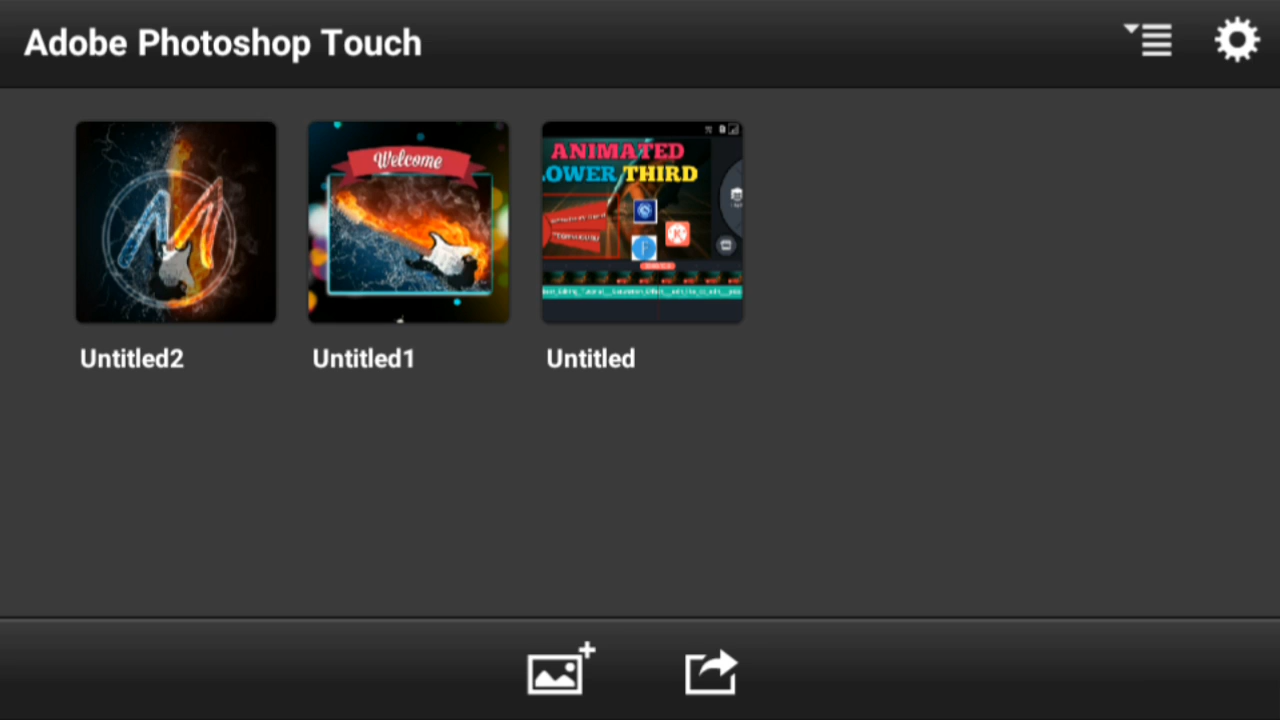 Adobe Photoshop Touch
Welcome
ANIMATED
LOWER THIRD
Untitled2
Untitled1
Untitled